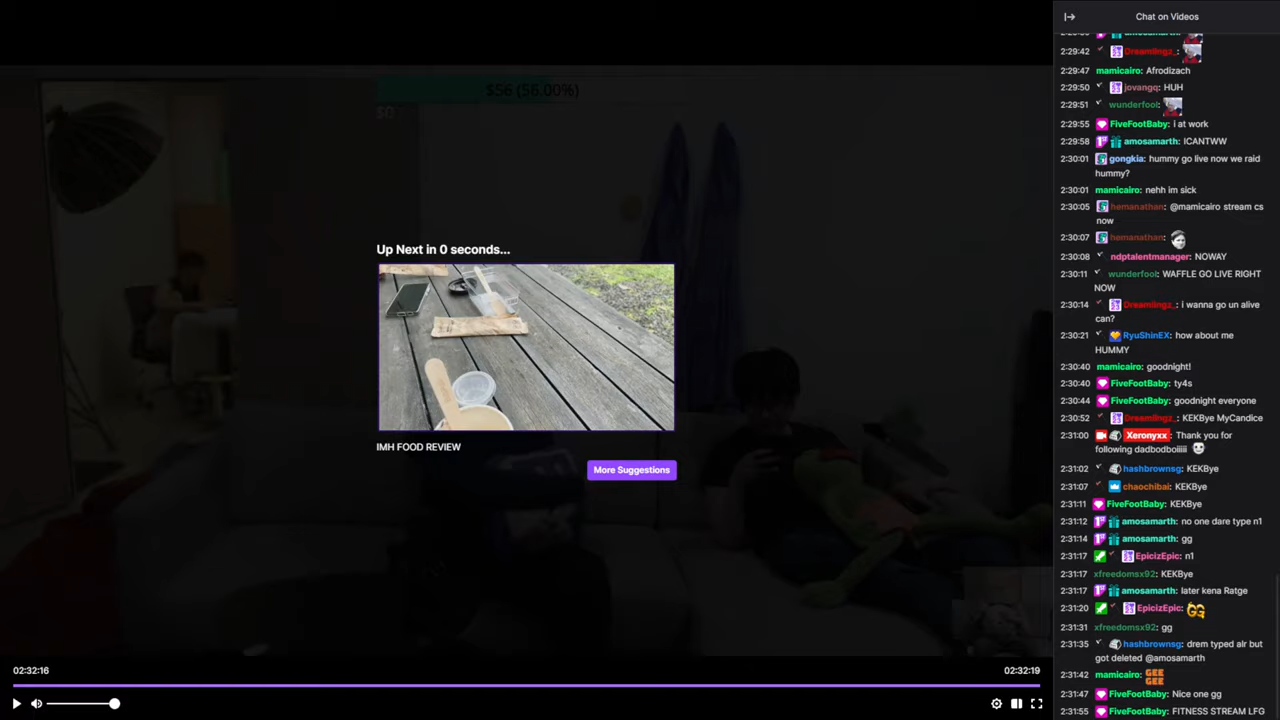 $56 (56.00%)
$0
Up Next in 0 seconds...
IMH FOOD REVIEW
More Suggestions
02:32:16
02:32:19
Chat on Videos
2:29:42 Dreamlingz_:
2:29:47 mamicairo: Afrodizach
2:29:50 jovangq: HUH
2:29:51 wunderfool:
2:29:55 FiveFootBaby: i at work
2:29:58 amosamarth: ICANTWW
2:30:01 gongkia: hummy go live now we raid
hummy?
2:30:01 mamicairo: nehh im sick
2:30:05 hemanathan: @mamicairo stream cs
now
2:30:07 hemanathan:
2:30:08 ndptalentmanager: NOWAY
2:30:11 wunderfool: WAFFLE GO LIVE RIGHT
NOW
2:30:14 Dreamlingz_: i wanna go un alive
can?
2:30:21 RyuShinEX: how about me
HUMMY
2:30:40 mamicairo: goodnight!
2:30:40 FiveFootBaby: ty4s
2:30:44 FiveFootBaby: goodnight everyone
2:30:52 Dreamlingz_: KEKBye MyCandice
2:31:00 Xeronyxx: Thank you for
following dadbodboiiiii
2:31:02 hashbrownsg: KEKBye
2:31:07 chaochibai: KEKBye
2:31:11 FiveFootBaby: KEKBye
2:31:12 amosamarth: no one dare type n1
2:31:14 amosamarth: gg
2:31:17 EpicizEpic: n1
2:31:17 xfreedomsx92: KEKBye
2:31:17 amosamarth: later kena Ratge
2:31:20 EpicizEpic: GG
2:31:31 xfreedomsx92: gg
2:31:35 hashbrownsg: drem typed alr but
got deleted @amosamarth
2:31:42 mamicairo: GEE GEE
2:31:47 FiveFootBaby: Nice one gg
2:31:55 FiveFootBaby: FITNESS STREAM LFG